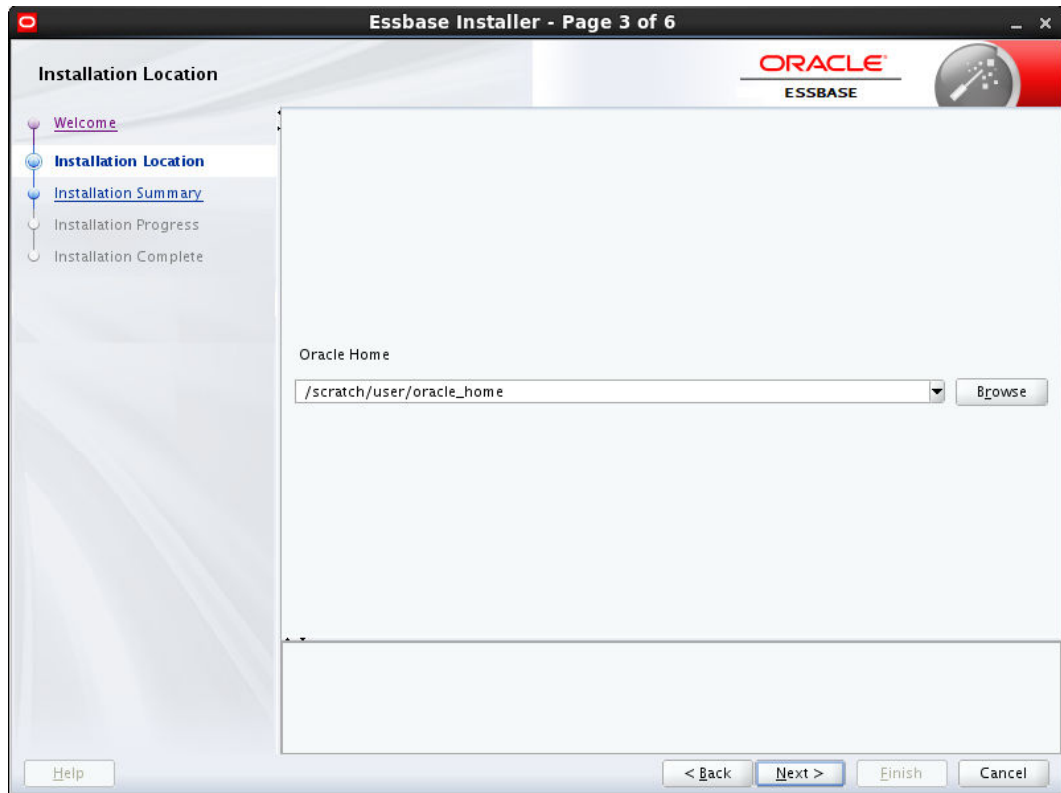 Essbase Installer - Page 3 of 6
Installation Location
ORACLE
ESSBASE
Welcome
Installation Location
Installation Summary
Installation Progress
Installation Complete
Oracle Home
/scratch/user/oracle_home
Browse
Help
< Back
Next >
Finish
Cancel